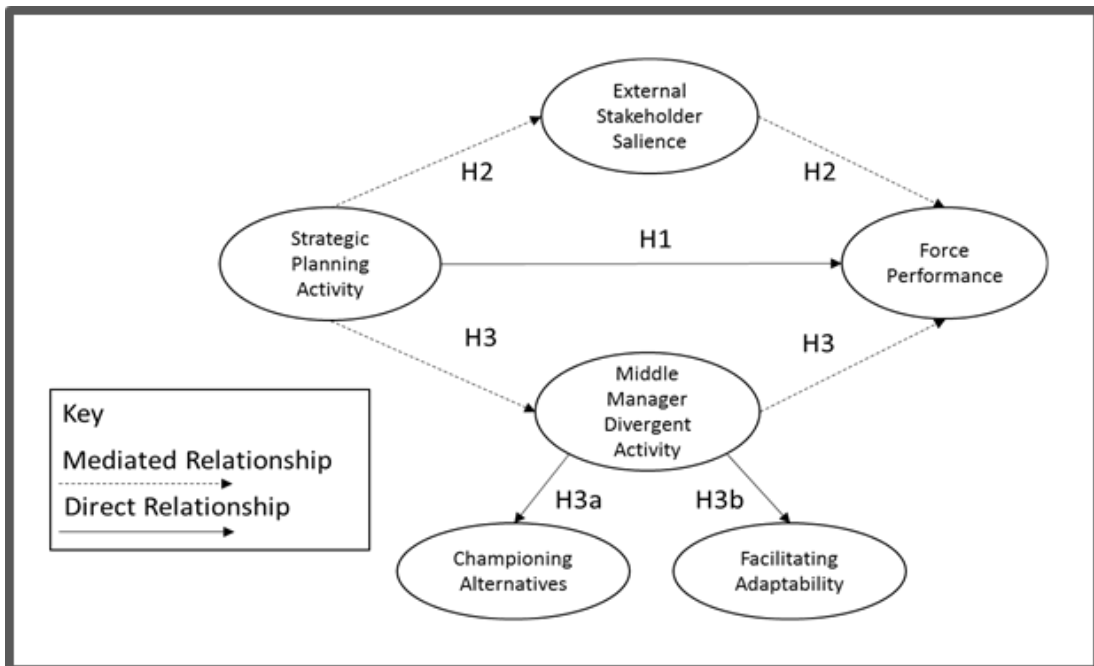 External
Stakeholder
Salience
H2
H2
Strategic
Planning
Activity
H1
Force
Performance
H3
H3
Middle
Manager
Divergent
Activity
Key
Mediated Relationship
Direct Relationship
H3a
H3b
Championing
Alternatives
Facilitating
Adaptability